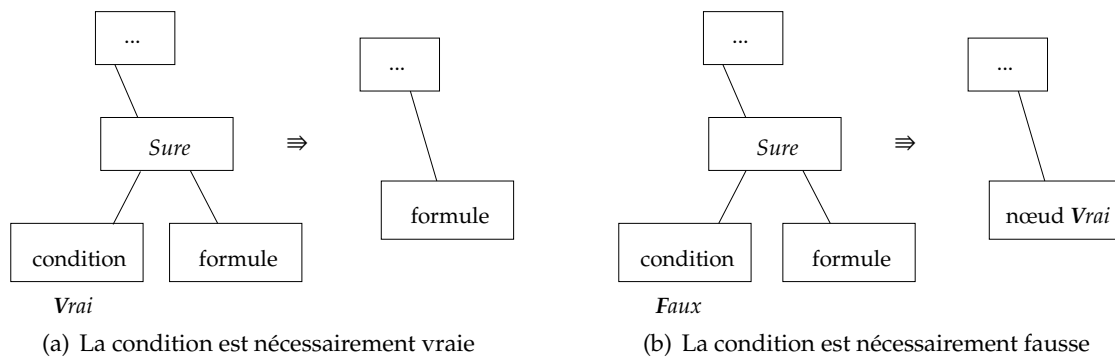 ...
...
Sure
⇛
formule
condition
formule
Vrai
(a) La condition est nécessairement vraie
...
...
Sure
⇛
nœud Vrai
condition
formule
Faux
(b) La condition est nécessairement fausse